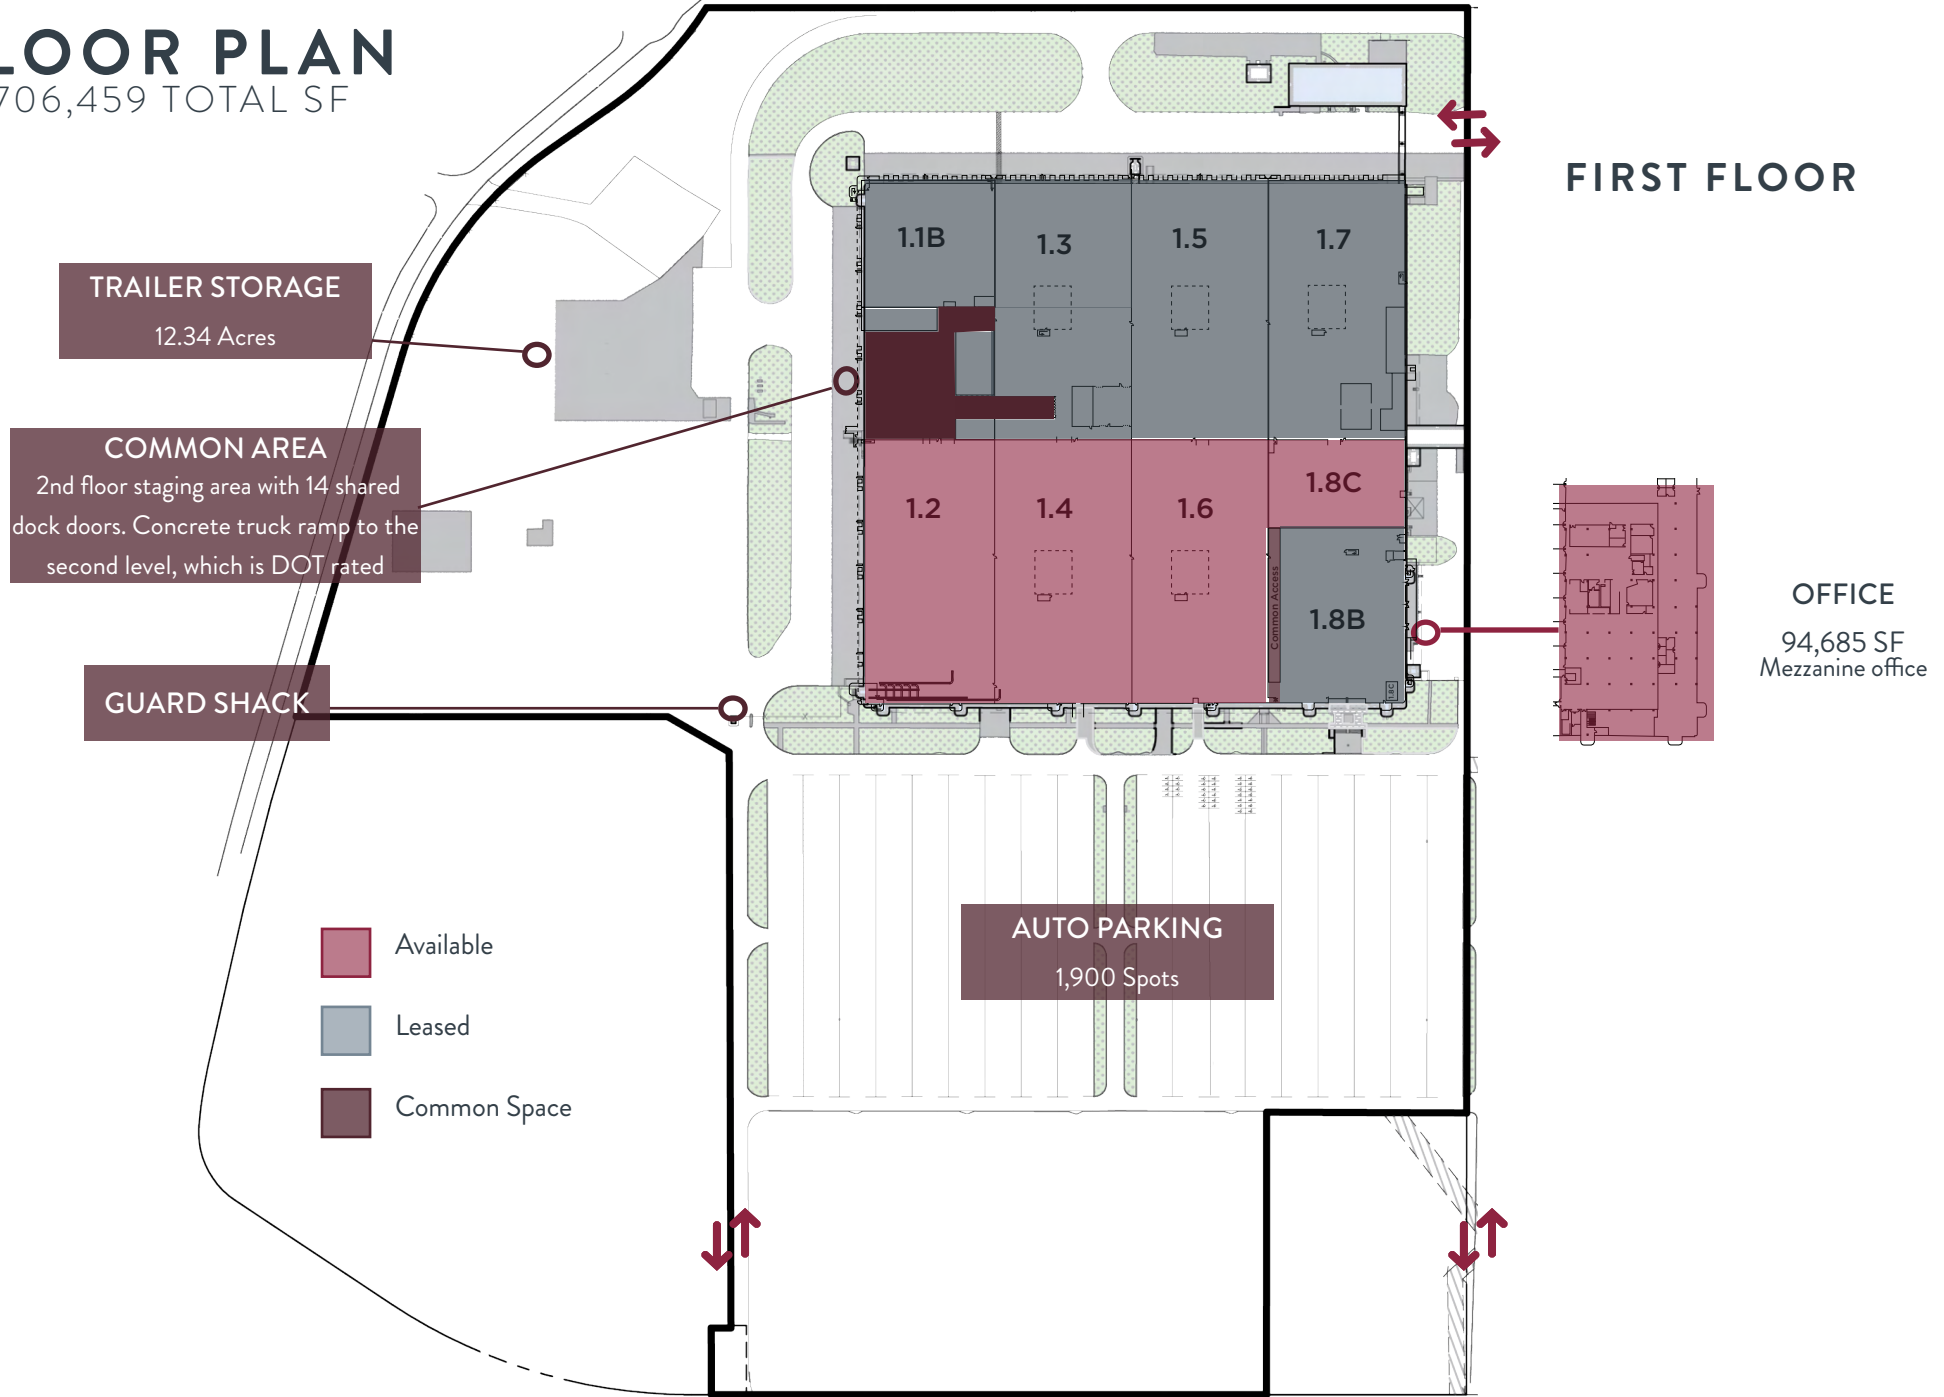 LOOR PLAN
706,459 TOTAL SF
FIRST FLOOR
TRAILER STORAGE
12.34 Acres
COMMON AREA
2nd floor staging area with 14 shared
dock doors. Concrete truck ramp to the
second level, which is DOT rated
GUARD SHACK
1.1B
1.3
1.5
1.7
1.2
1.4
1.6
1.8C
Common Access
1.8B
1.8C
OFFICE
94,685 SF
Mezzanine office
AUTO PARKING
1,900 Spots
Available
Leased
Common Space